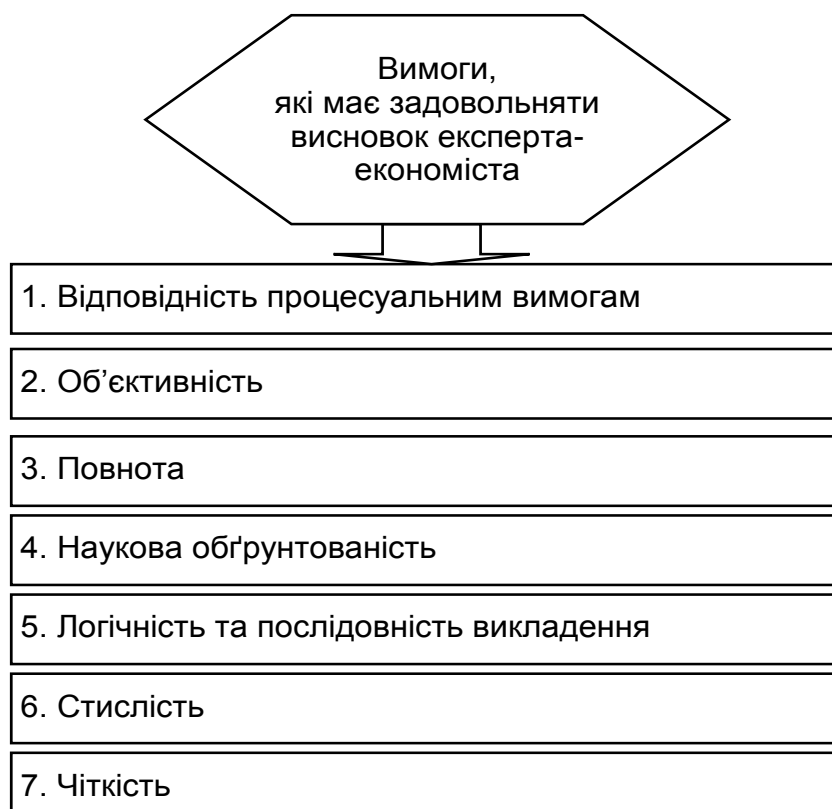 Вимоги,
які має задовольняти
висновок експерта-
економіста
1. Відповідність процесуальним вимогам
2. Об’єктивність
3. Повнота
4. Наукова обґрунтованість
5. Логічність та послідовність викладення
6. Стислість
7. Чіткість